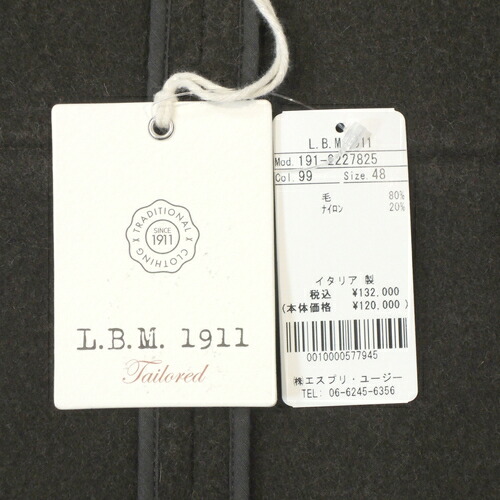 TRADITIONAL X CLOTHING X
SINCE
1911
L.B.M. 1911
Tailored
L.B.M. 1911
Mod. 191-2227825
Col. 99 Size. 48
毛 80%
ナイロン 20%
イタリア 製
税込 ¥132,000
(本体価格 ¥120,000)
0010000577945
㈱エスプリ・ユージー
TEL: 06-6245-6356